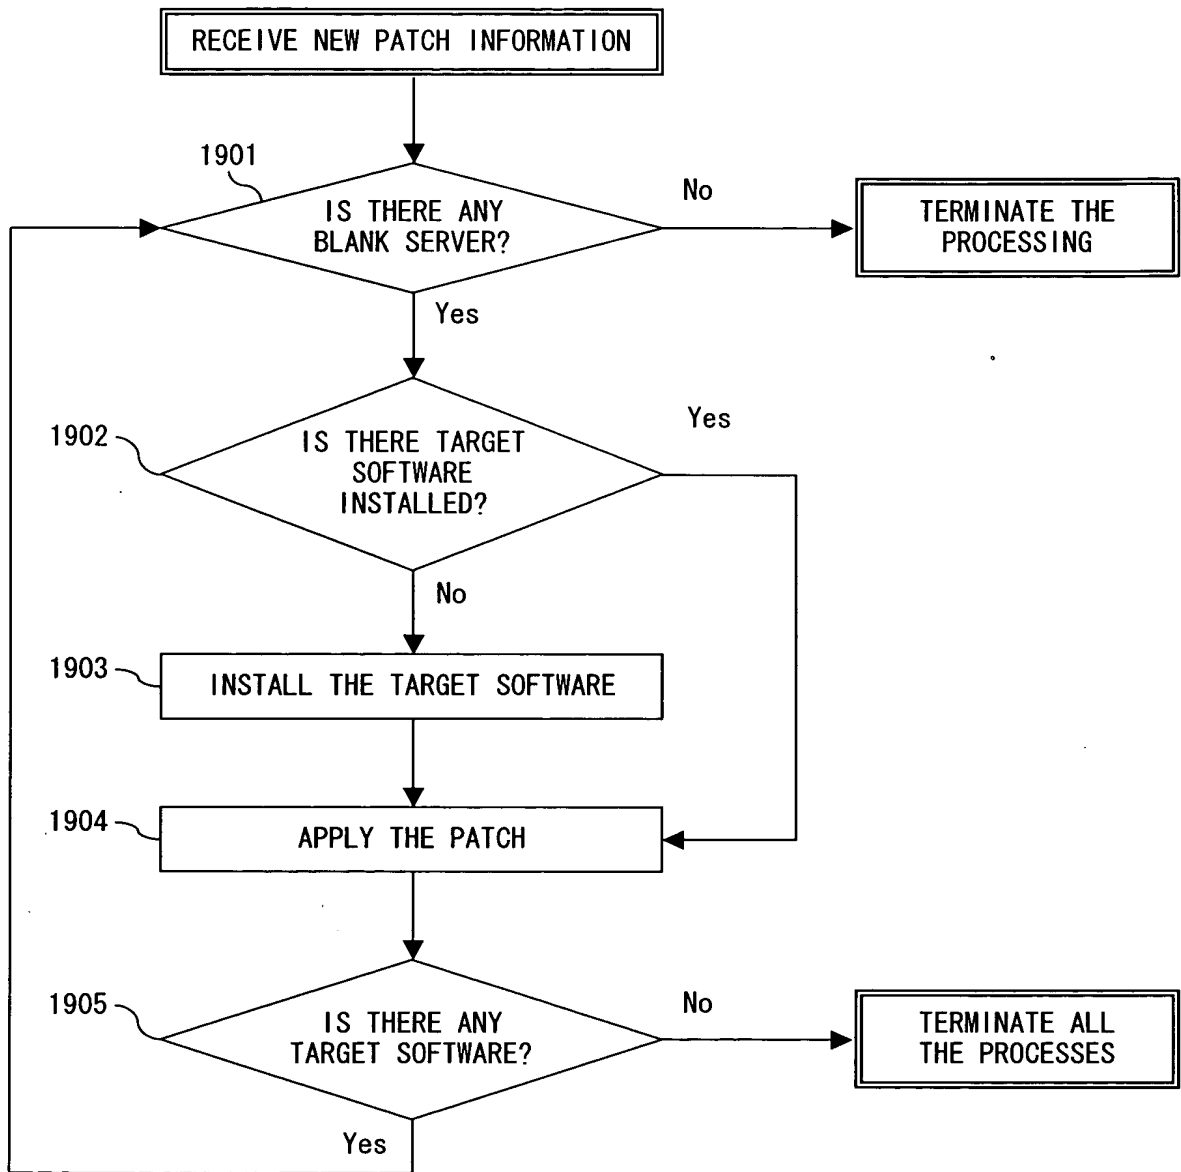 RECEIVE NEW PATCH INFORMATION
1901
IS THERE ANY
BLANK SERVER?
No
TERMINATE THE
PROCESSING
Yes
1902
IS THERE TARGET
SOFTWARE
INSTALLED?
Yes
No
1903
INSTALL THE TARGET SOFTWARE
1904
APPLY THE PATCH
1905
IS THERE ANY
TARGET SOFTWARE?
No
TERMINATE ALL
THE PROCESSES
Yes